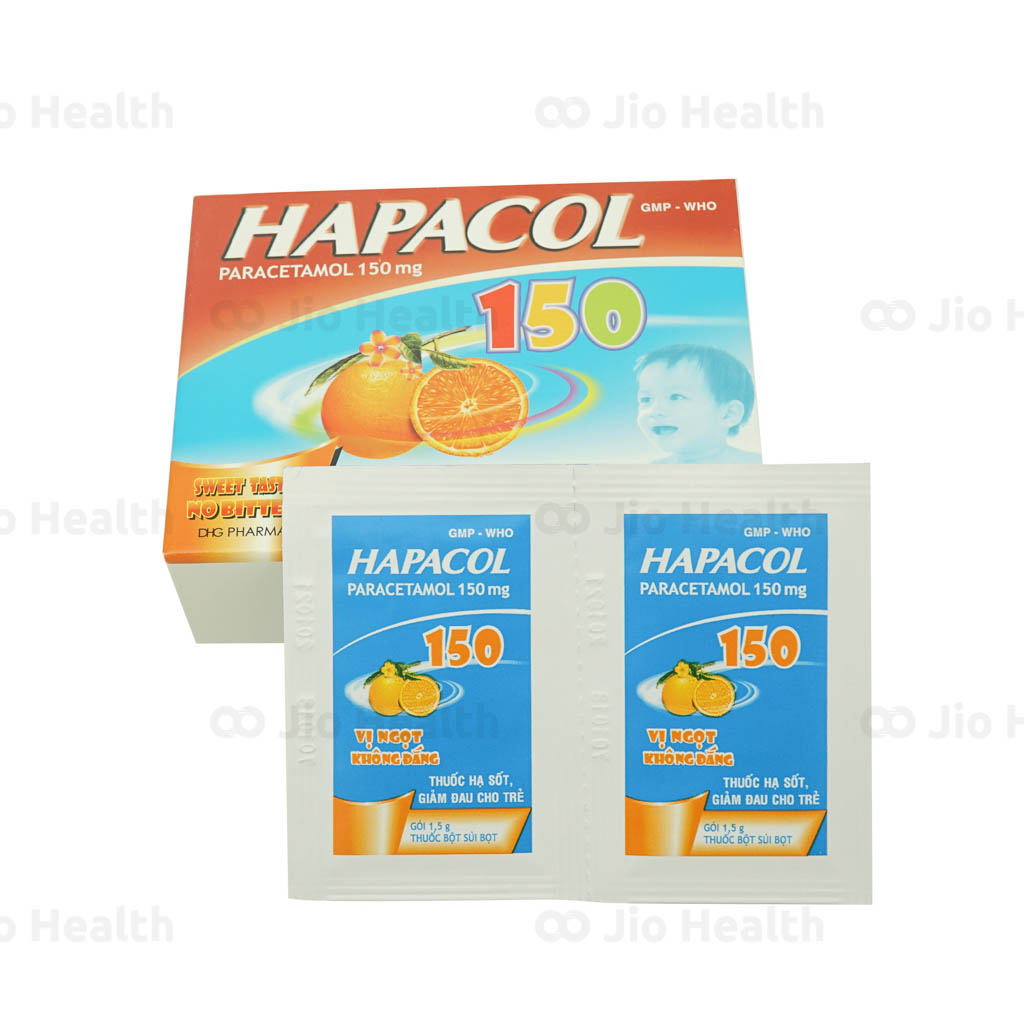 Jio Health
Jio Health
HAPACOL
GMP - WHO
PARACETAMOL 150 mg
150
Jio Health
Jio H
SWEET TAST
NO BITTE
DHG PHARMA
Health
Jio Health
Jio Health
GMP - WHO
HAPACOL
PARACETAMOL 150 mg
150
VỊ NGỌT
KHÔNG ĐẮNG
THUỐC HẠ SỐT,
GIẢM ĐAU CHO TRẺ
GÓI 1,5 g
THUỐC BỘT SỦI BỌT
GMP - WHO
HAPACOL
PARACETAMOL 150 mg
150
VỊ NGỌT
KHÔNG ĐẮNG
THUỐC HẠ SỐT,
GIẢM ĐAU CHO TRẺ
GÓI 1,5 g
THUỐC BỘT SỦI BỌT
Jio Health
Jio H
Jio Health
Jio Health